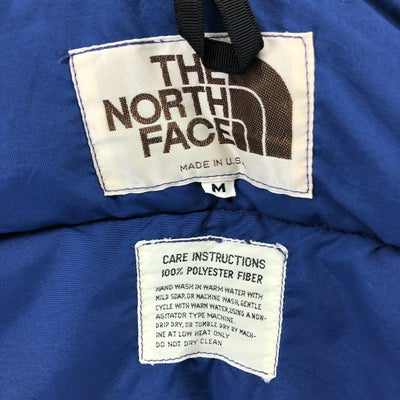 THE
NORTH
FACE
MADE IN U.S.
M
CARE INSTRUCTIONS
100% POLYESTER FIBER
HAND WASH IN WARM WATER WITH
MILD SOAP, OR MACHINE WASH, GENTLE
CYCLE WITH WARM WATER, USING A NON-
AGITATOR TYPE MACHINE.
DRIP DRY, OR TUMBLE DRY BY MACH-
INE AT LOW HEAT ONLY
DO NOT DRY CLEAN